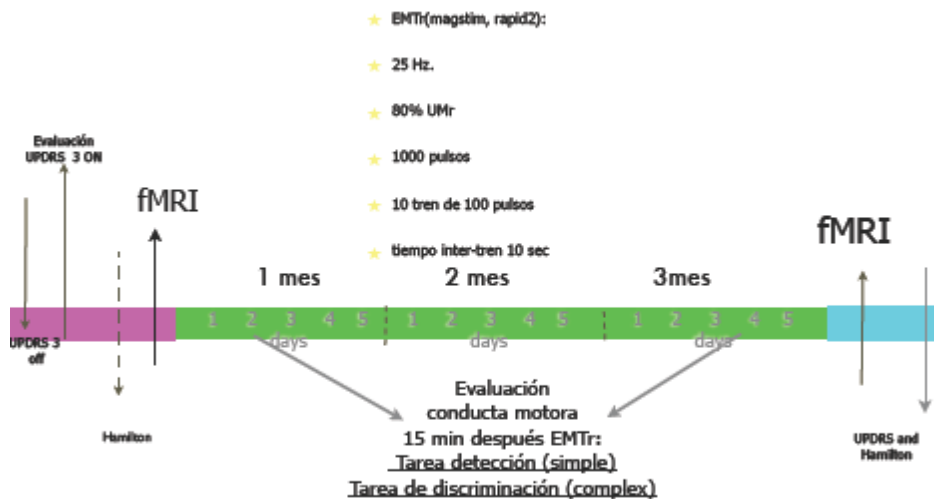 EMTr(magstim, rapid2):
25 Hz.
80% UMr
1000 pulsos
10 tren de 100 pulsos
tiempo inter-tren 10 sec
Evaluación
UPDRS 3 ON
fMRI
fMRI
1 mes
2 mes
3mes
1 2 3 4 5
1 2 3 4 5
1 2 3 4 5
days
days
days
UPDRS 3
off
Hamilton
Evaluación
conducta motora
15 min después EMTr:
Tarea detección (simple)
Tarea de discriminación (complex)
UPDRS and
Hamilton